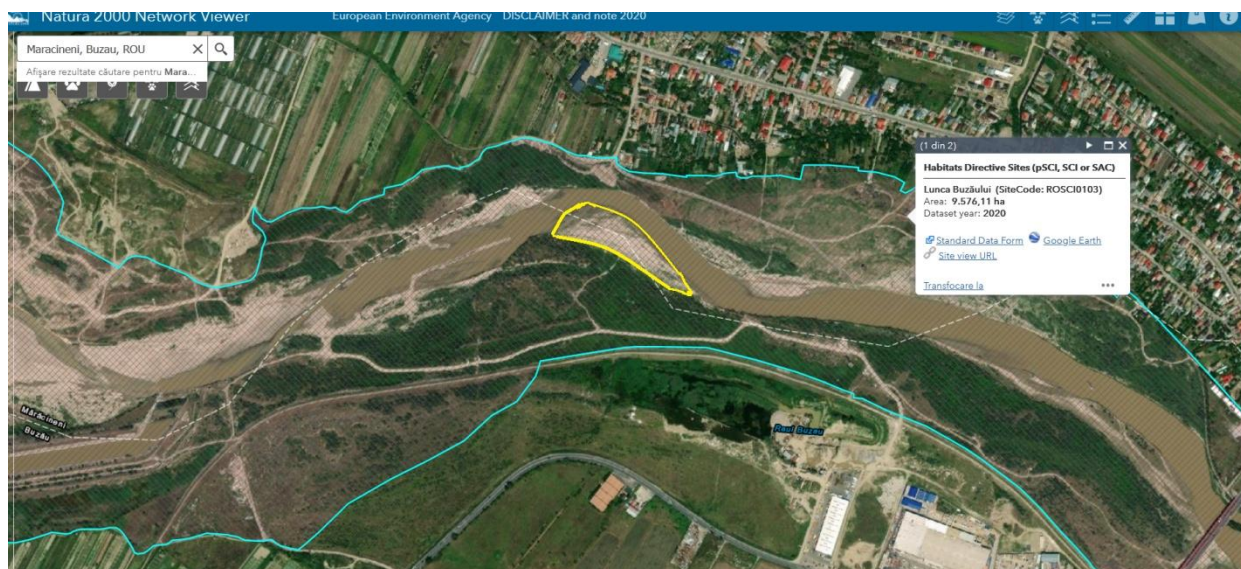 Natura 2000 Network Viewer
European Environment Agency DISCLAIMER and note 2020
Maracineni, Buzau, ROU
Afișare rezultate căutare pentru Mara...
(1 din 2)
Habitats Directive Sites (pSCI, SCI or SAC)
Lunca Buzăului (SiteCode: ROSCI0103)
Area: 9.576,11 ha
Dataset year: 2020
Standard Data Form Google Earth
Site view URL
Transfocare la
Mărăcineni
Buzău
Raul Buzeu